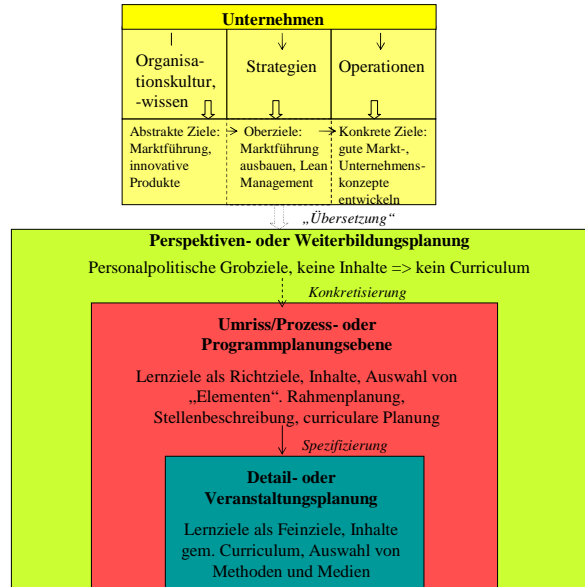 Unternehmen
Organisa-
tionskultur,
-wissen
Strategien
Operationen
Abstrakte Ziele:
Marktführung,
innovative
Produkte
Oberziele:
Marktführung
ausbauen, Lean
Management
Konkrete Ziele:
gute Markt-,
Unternehmens-
konzepte
entwickeln
„Übersetzung“
Perspektiven- oder Weiterbildungsplanung
Personalpolitische Grobziele, keine Inhalte => kein Curriculum
Konkretisierung
Umriss/Prozess- oder
Programmplanungsebene
Lernziele als Richtziele, Inhalte, Auswahl von
„Elementen“. Rahmenplanung,
Stellenbeschreibung, curriculare Planung
Spezifizierung
Detail- oder
Veranstaltungsplanung
Lernziele als Feinziele, Inhalte
gem. Curriculum, Auswahl von
Methoden und Medien